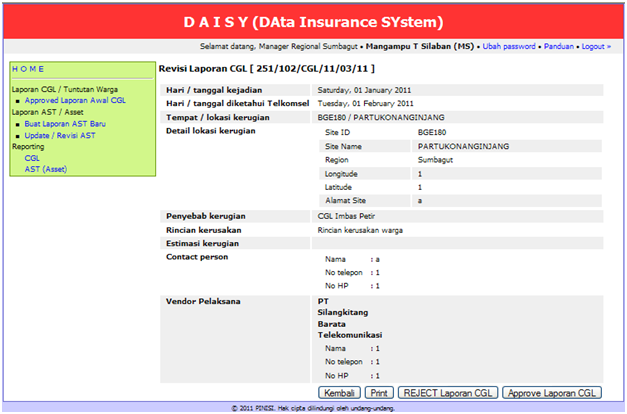 D A I S Y (DAta Insurance SYstem)
Selamat datang, Manager Regional Sumbagut • Mangampu T Silaban (MS) • Ubah password • Panduan • Logout »
H O M E
Laporan CGL / Tuntutan Warga
Approved Laporan Awal CGL
Laporan AST / Asset
Buat Laporan AST Baru
Update / Revisi AST
Reporting
CGL
AST (Asset)
Revisi Laporan CGL [ 251/102/CGL/11/03/11 ]
Hari / tanggal kejadian Saturday, 01 January 2011
Hari / tanggal diketahui Telkomsel Tuesday, 01 February 2011
Tempat / lokasi kerugian BGE180 / PARTUKONANGINJANG
Detail lokasi kerugian Site ID BGE180
Site Name PARTUKONANGINJANG
Region Sumbagut
Longitude 1
Latitude 1
Alamat Site a
Penyebab kerugian CGL Imbas Petir
Rincian kerusakan Rincian kerusakan warga
Estimasi kerugian
Contact person
Nama : a
No telepon : 1
No HP : 1
Vendor Pelaksana PT
Silangkitang
Barata
Telekomunikasi
Nama : 1
No telepon : 1
No HP : 1
Kembali Print REJECT Laporan CGL Approve Laporan CGL
© 2011 PINISI. Hak cipta dilindungi oleh undang-undang.